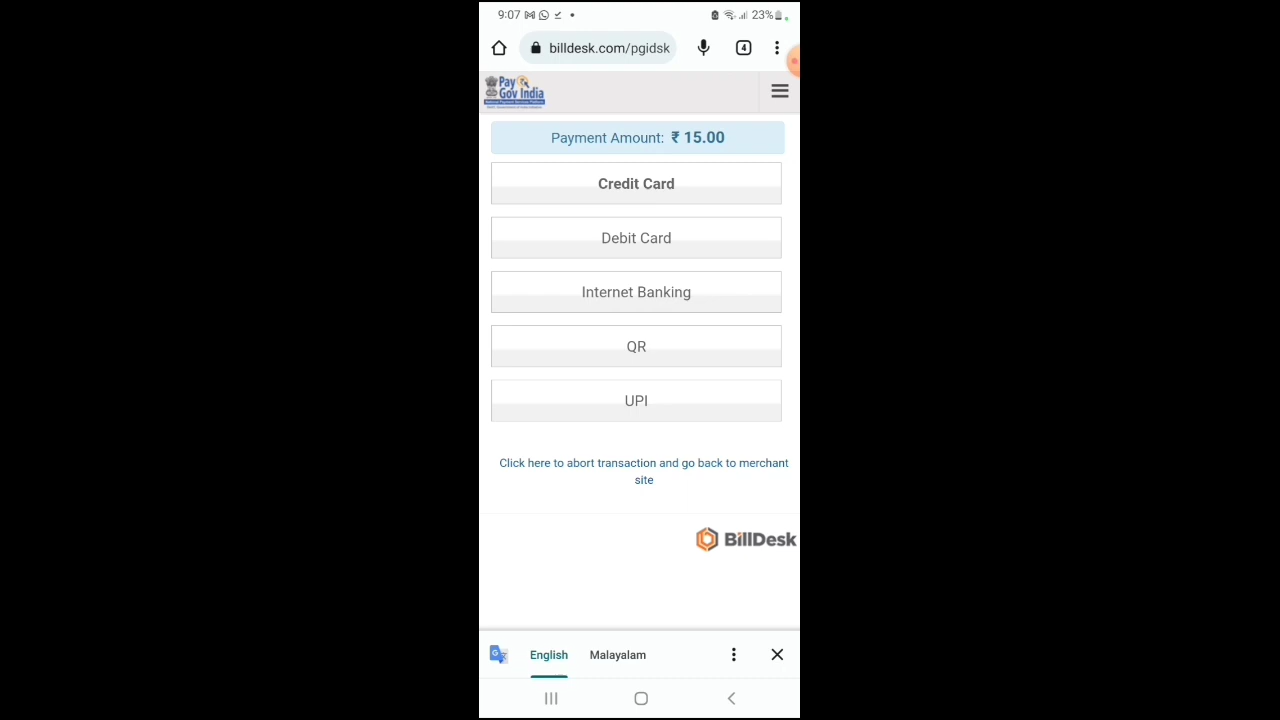 9:07
23%
billdesk.com/pgidsk
4
Pay
Gov India
Payment Amount: ₹ 15.00
Credit Card
Debit Card
Internet Banking
QR
UPI
Click here to abort transaction and go back to merchant
site
BillDesk
English Malayalam